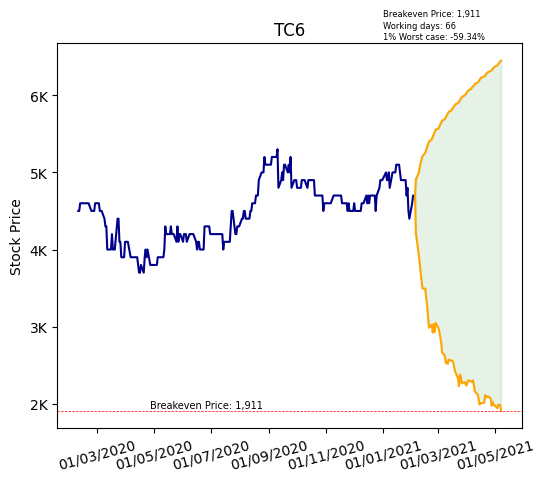 Breakeven Price: 1,911
Working days: 66
1% Worst case: -59.34%
TC6
Stock Price
6K
5K
4K
3K
2K
Breakeven Price: 1,911
01/03/2020
01/05/2020
01/07/2020
01/09/2020
01/11/2020
01/01/2021
01/03/2021
01/05/2021